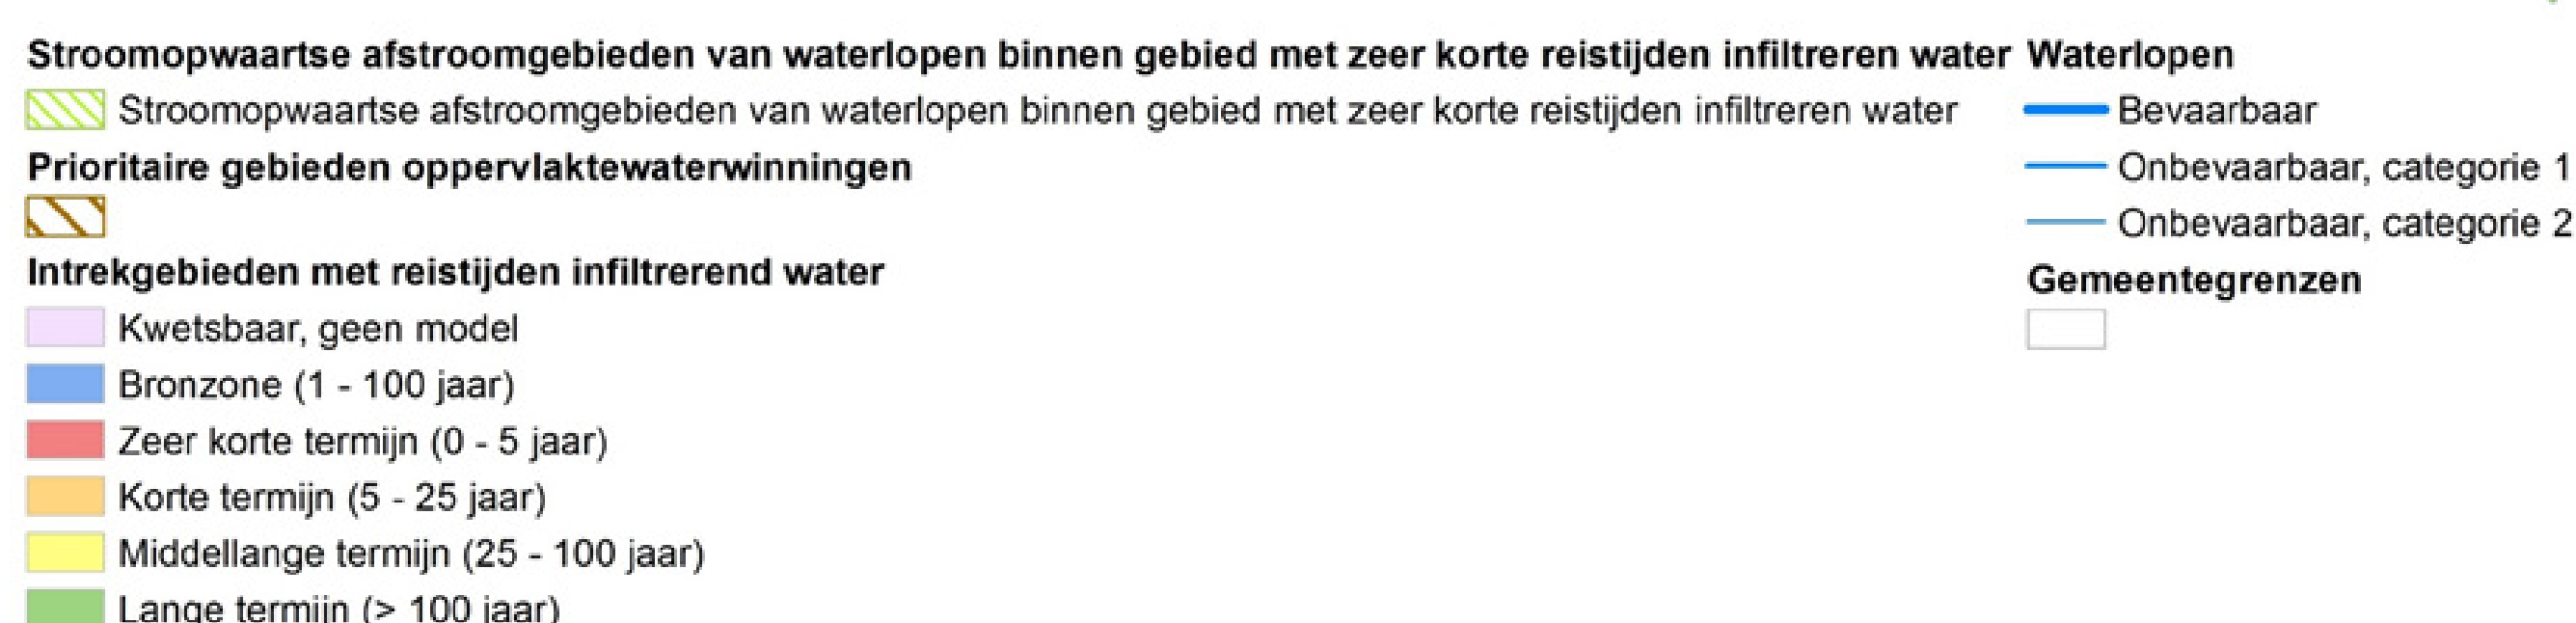 Stroomopwaartse afstroomgebieden van waterlopen binnen gebied met zeer korte reistijden infiltreren water
Stroomopwaartse afstroomgebieden van waterlopen binnen gebied met zeer korte reistijden infiltreren water
Prioritaire gebieden oppervlaktewaterwinningen
Intrekgebieden met reistijden infiltrerend water
Kwetsbaar, geen model
Bronzone (1 - 100 jaar)
Zeer korte termijn (0 - 5 jaar)
Korte termijn (5 - 25 jaar)
Middellange termijn (25 - 100 jaar)
Lange termijn (> 100 jaar)
Waterlopen
Bevaarbaar
Onbevaarbaar, categorie 1
Onbevaarbaar, categorie 2
Gemeentegrenzen